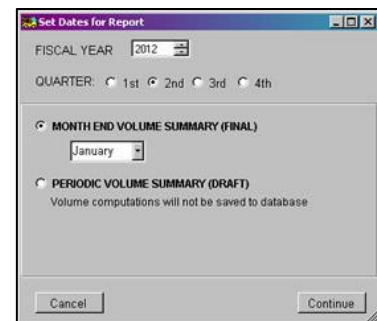 Set Dates for Report
FISCAL YEAR 2012
QUARTER: 1st 2nd 3rd 4th
MONTH END VOLUME SUMMARY (FINAL)
January
PERIODIC VOLUME SUMMARY (DRAFT)
Volume computations will not be saved to database
Cancel Continue